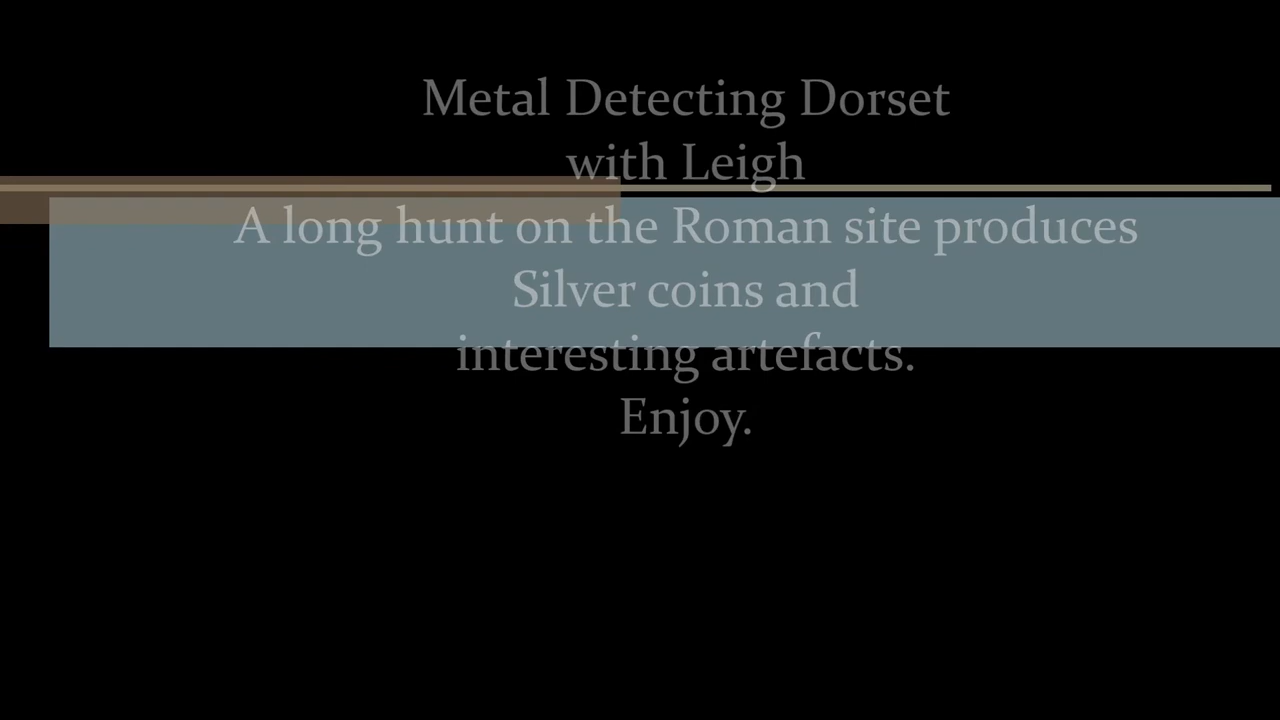 Metal Detecting Dorset
with Leigh
A long hunt on the Roman site produces
Silver coins and
interesting artefacts.
Enjoy.